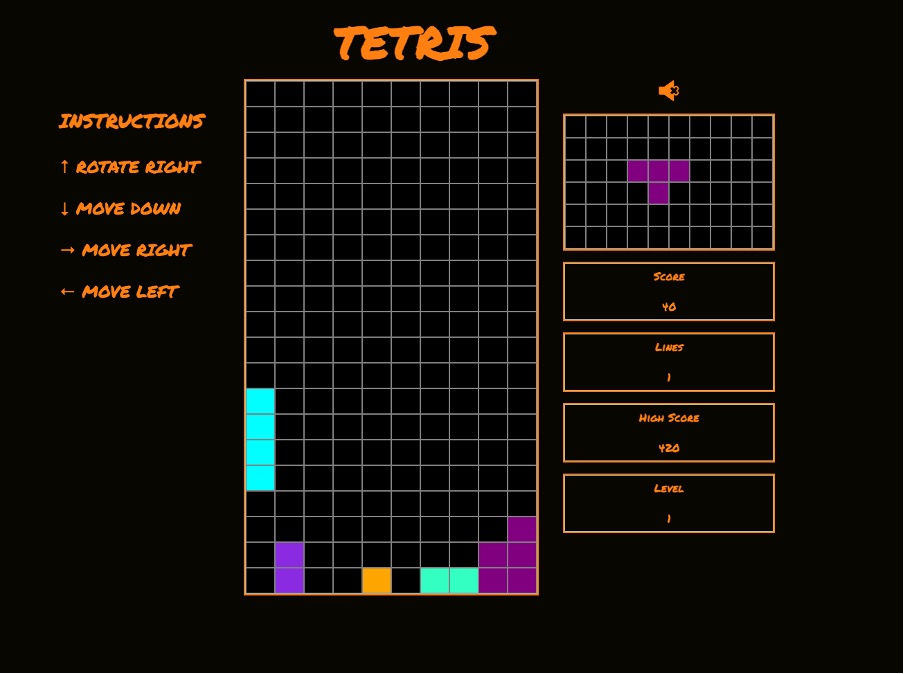 TETRIS
INSTRUCTIONS
↑ ROTATE RIGHT
↓ MOVE DOWN
→ MOVE RIGHT
← MOVE LEFT
SCORE
40
LINES
1
HIGH SCORE
420
LEVEL
1